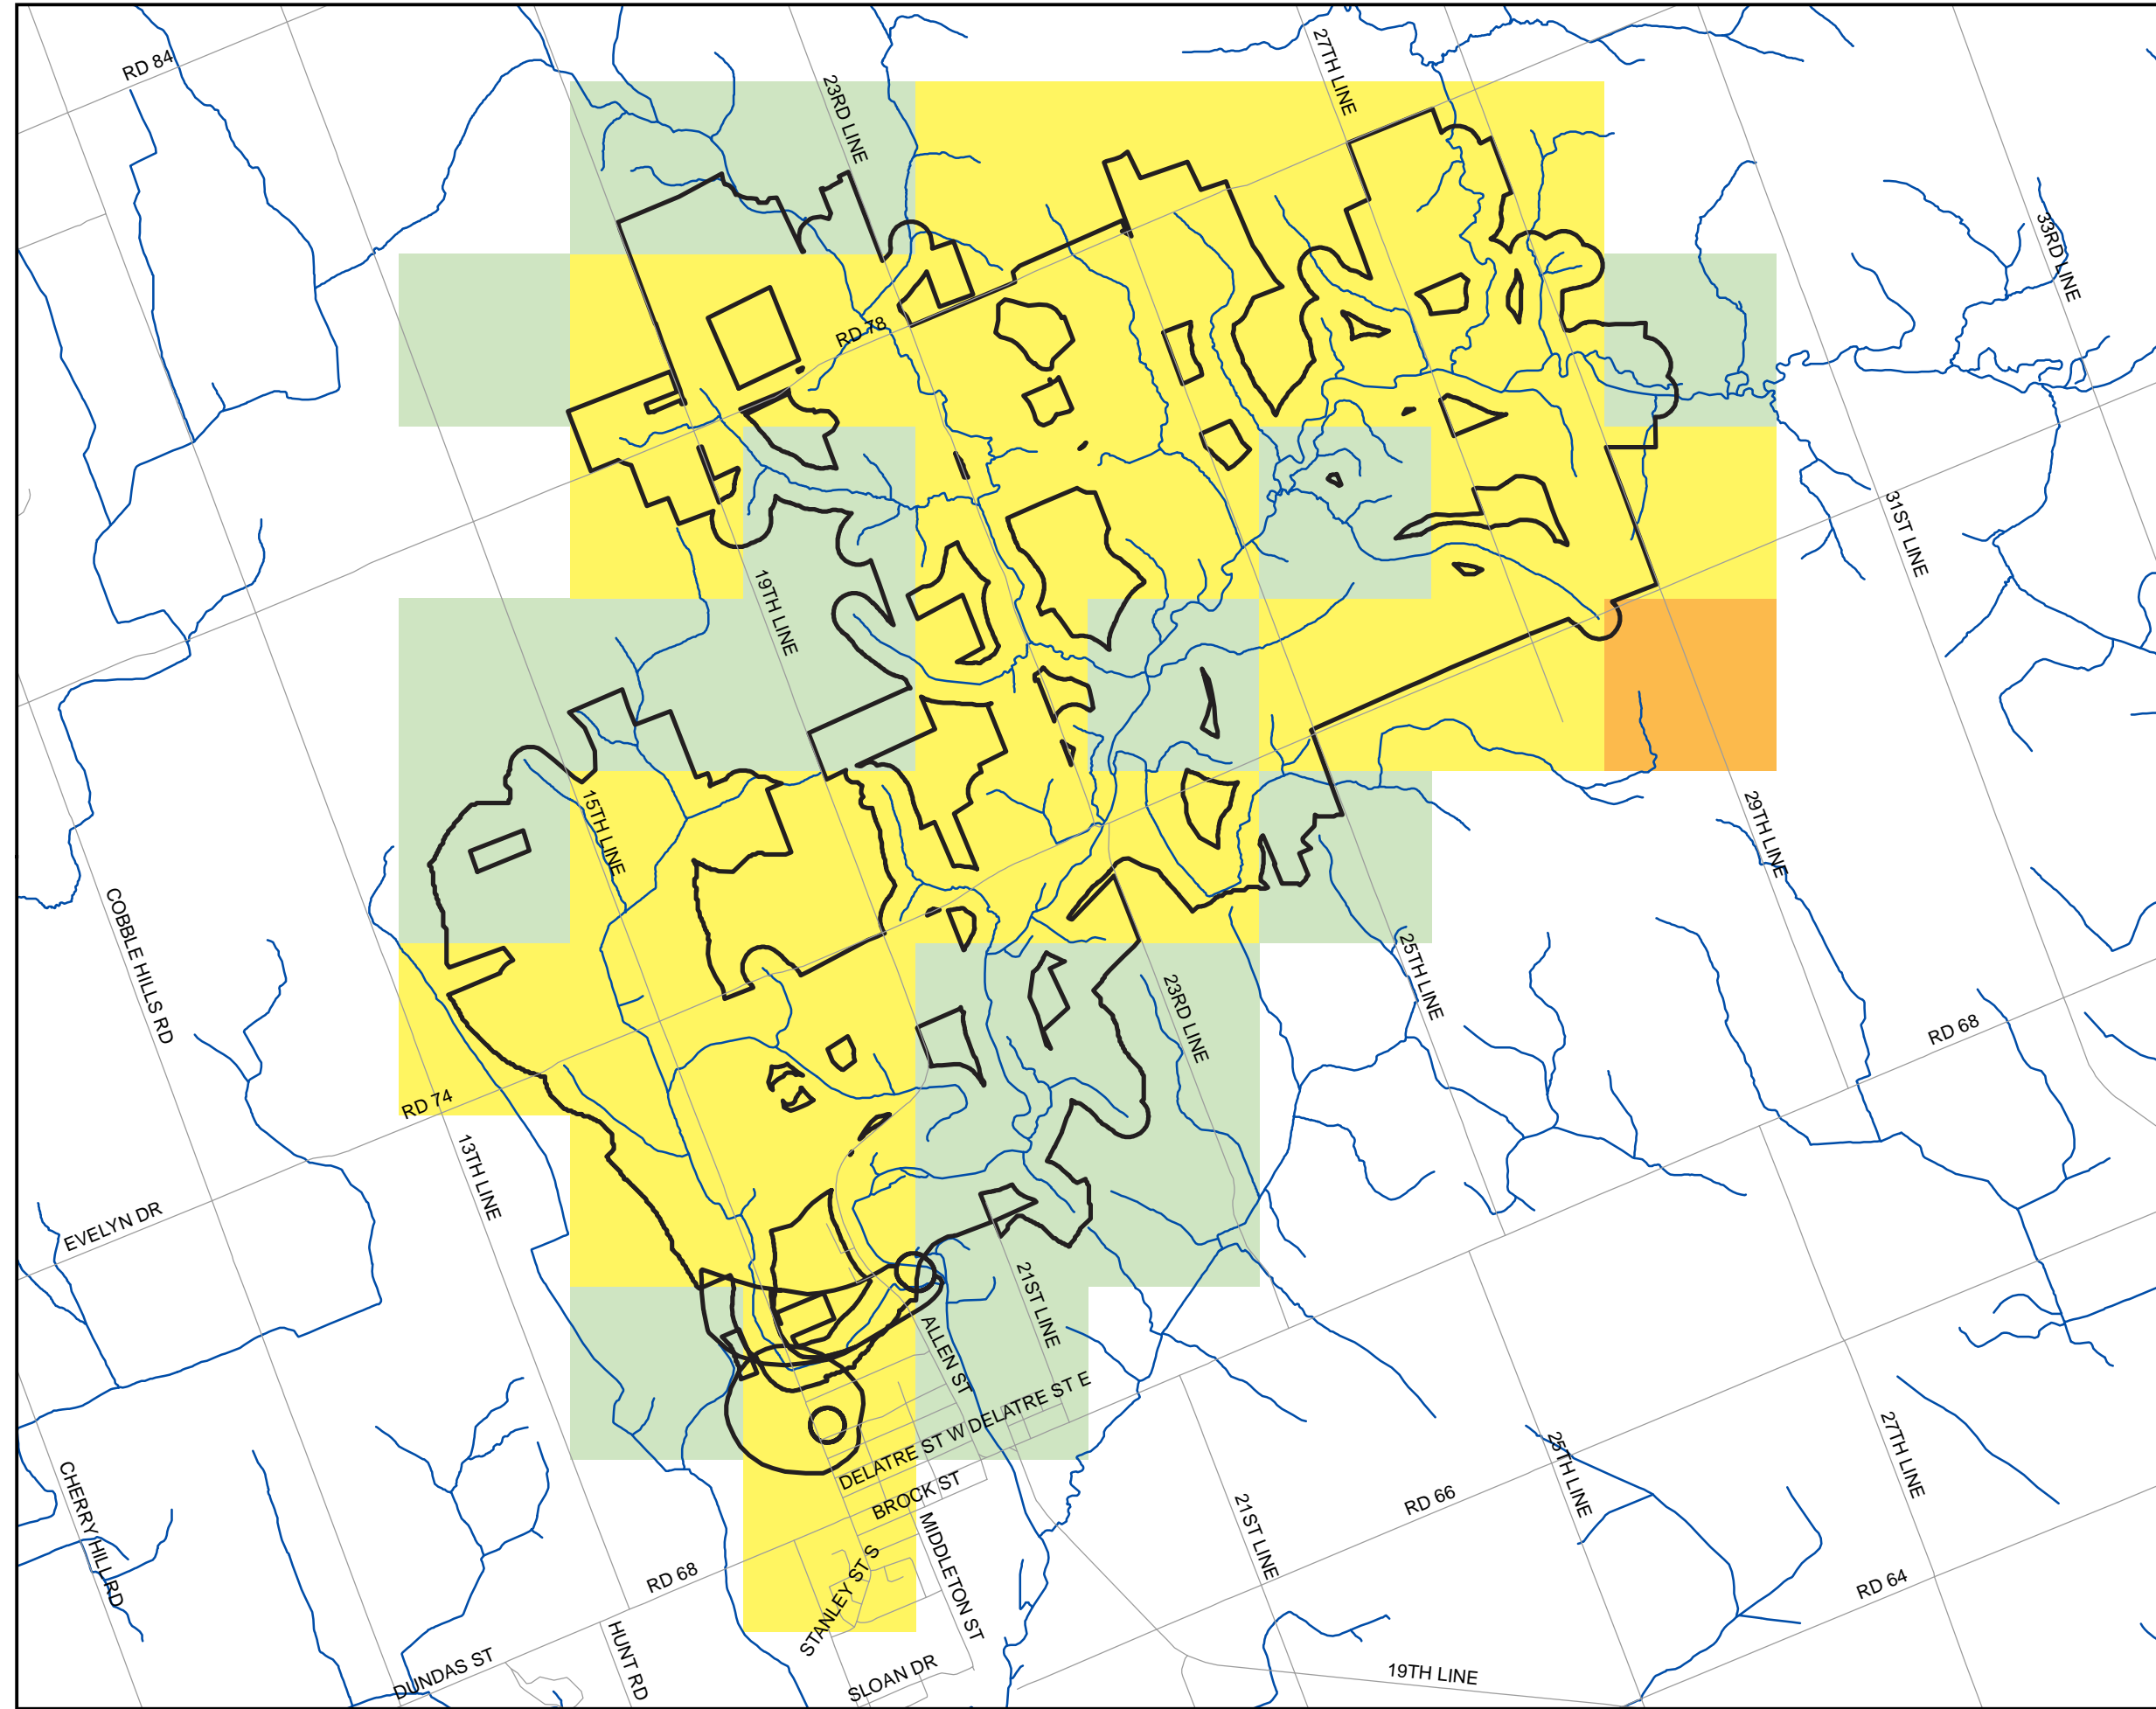 RD 84
23RD LINE
27TH LINE
33RD LINE
RD 78
31ST LINE
19TH LINE
15TH LINE
29TH LINE
COBBLE HILLS RD
25TH LINE
23RD LINE
RD 68
RD 74
13TH LINE
EVELYN DR
21ST LINE
ALLEN ST
DELATRE ST W DELATRE ST E
BROCK ST
CHERRY HILL RD
25TH LINE
27TH LINE
RD 66
21ST LINE
MIDDLETON ST
STANLEY ST S
RD 68
RD 64
HUNT RD
DUNDAS ST
SLOAN DR
19TH LINE